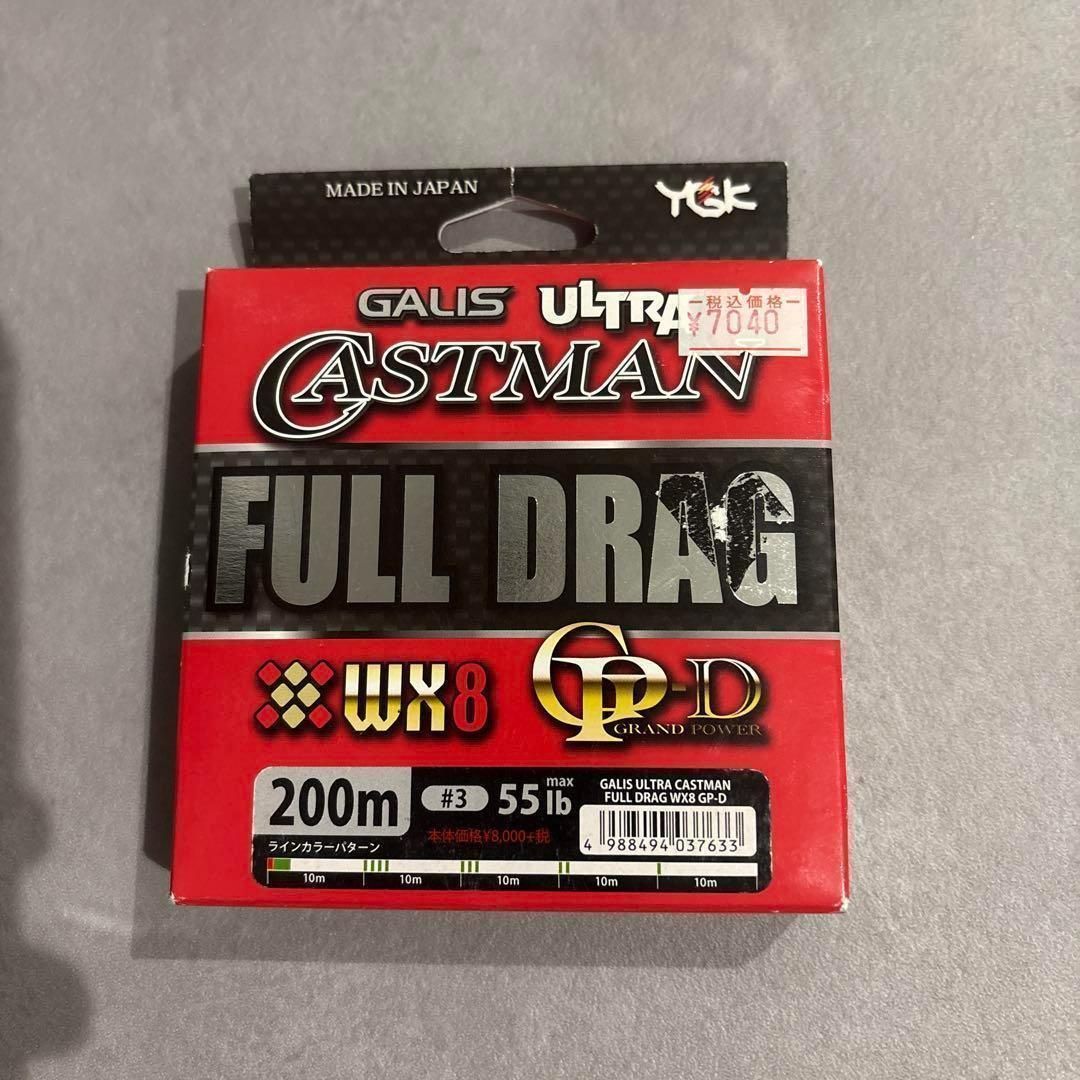 MADE IN JAPAN
YGK
GALIS ULTRA
税込価格
¥7040
CASTMAN
FULL DRAG
WX8
GP-D
GRAND POWER
200m
#3
55 max lb
本体価格¥8,000+税
GALIS ULTRA CASTMAN
FULL DRAG WX8 GP-D
4 988494 037633
ラインカラーパターン
10m 10m 10m 10m 10m